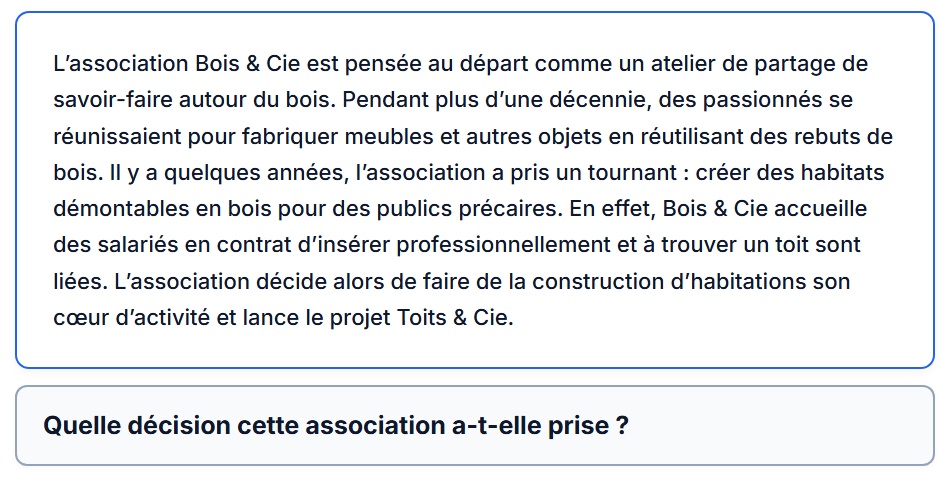 L’association Bois & Cie est pensée au départ comme un atelier de partage de
savoir-faire autour du bois. Pendant plus d’une décennie, des passionnés se
réunissaient pour fabriquer meubles et autres objets en réutilisant des rebuts de
bois. Il y a quelques années, l’association a pris un tournant : créer des habitats
démontables en bois pour des publics précaires. En effet, Bois & Cie accueille
des salariés en contrat d’insérer professionnellement et à trouver un toit sont
liées. L’association décide alors de faire de la construction d’habitations son
cœur d’activité et lance le projet Toits & Cie.
Quelle décision cette association a-t-elle prise ?